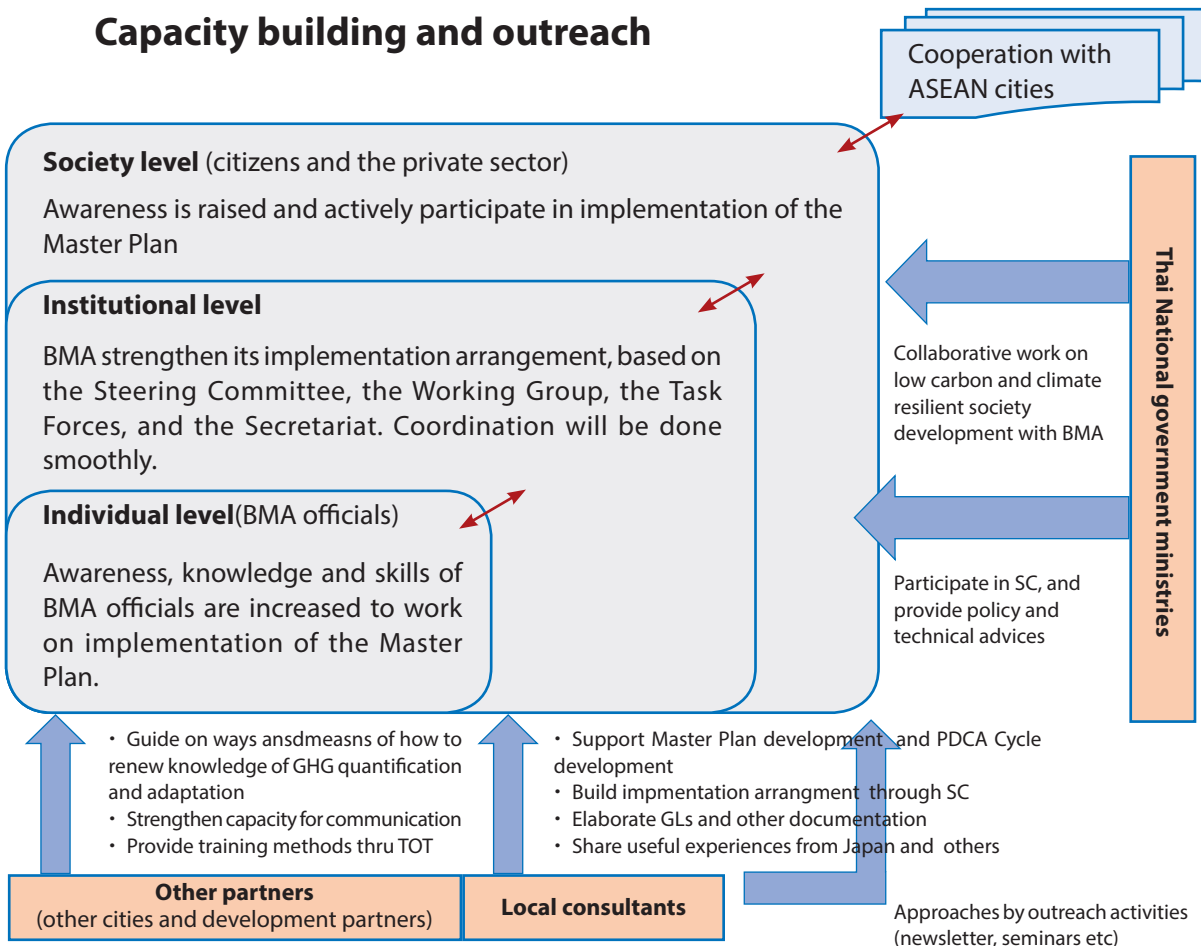 Capacity building and outreach
Cooperation with
ASEAN cities
Society level (citizens and the private sector)
Awareness is raised and actively participate in implementation of the
Master Plan
Institutional level
BMA strengthen its implementation arrangement, based on
the Steering Committee, the Working Group, the Task
Forces, and the Secretariat. Coordination will be done
smoothly.
Individual level(BMA officials)
Awareness, knowledge and skills of
BMA officials are increased to work
on implementation of the Master
Plan.
Thai National government ministries
Collaborative work on
low carbon and climate
resilient society
development with BMA
Participate in SC, and
provide policy and
technical advices
・ Guide on ways ansdmeasns of how to
renew knowledge of GHG quantification
and adaptation
・ Strengthen capacity for communication
・ Provide training methods thru TOT
・ Support Master Plan development and PDCA Cycle
development
・ Build impmentation arrangment through SC
・ Elaborate GLs and other documentation
・ Share useful experiences from Japan and others
Other partners
(other cities and development partners)
Local consultants
Approaches by outreach activities
(newsletter, seminars etc)